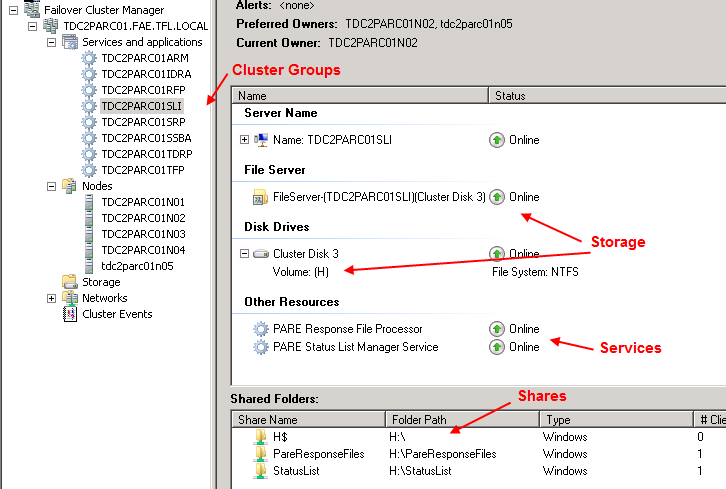 Failover Cluster Manager
TDC2PARC01.FAE.TFL.LOCAL
Services and applications
TDC2PARC01ARM
TDC2PARC01IDRA
TDC2PARC01RFP
TDC2PARC01SLI
TDC2PARC01SRP
TDC2PARC01SSBA
TDC2PARC01TDRP
TDC2PARC01TFP
Nodes
TDC2PARC01N01
TDC2PARC01N02
TDC2PARC01N03
TDC2PARC01N04
tdc2parc01n05
Storage
Networks
Cluster Events
Cluster Groups
Alerts: <none>
Preferred Owners: TDC2PARC01N02, tdc2parc01n05
Current Owner: TDC2PARC01N02
Name Status
Server Name
Name: TDC2PARC01SLI Online
File Server
FileServer-(TDC2PARC01SLI)(Cluster Disk 3) Online
Disk Drives
Storage
Cluster Disk 3 Online
Volume: (H) File System: NTFS
Other Resources
PARE Response File Processor Online
PARE Status List Manager Service Online
Services
Shares
Shared Folders:
Share Name Folder Path Type # Clie
H$ H:\ Windows 0
PareResponseFiles H:\PareResponseFiles Windows 1
StatusList H:\StatusList Windows 1